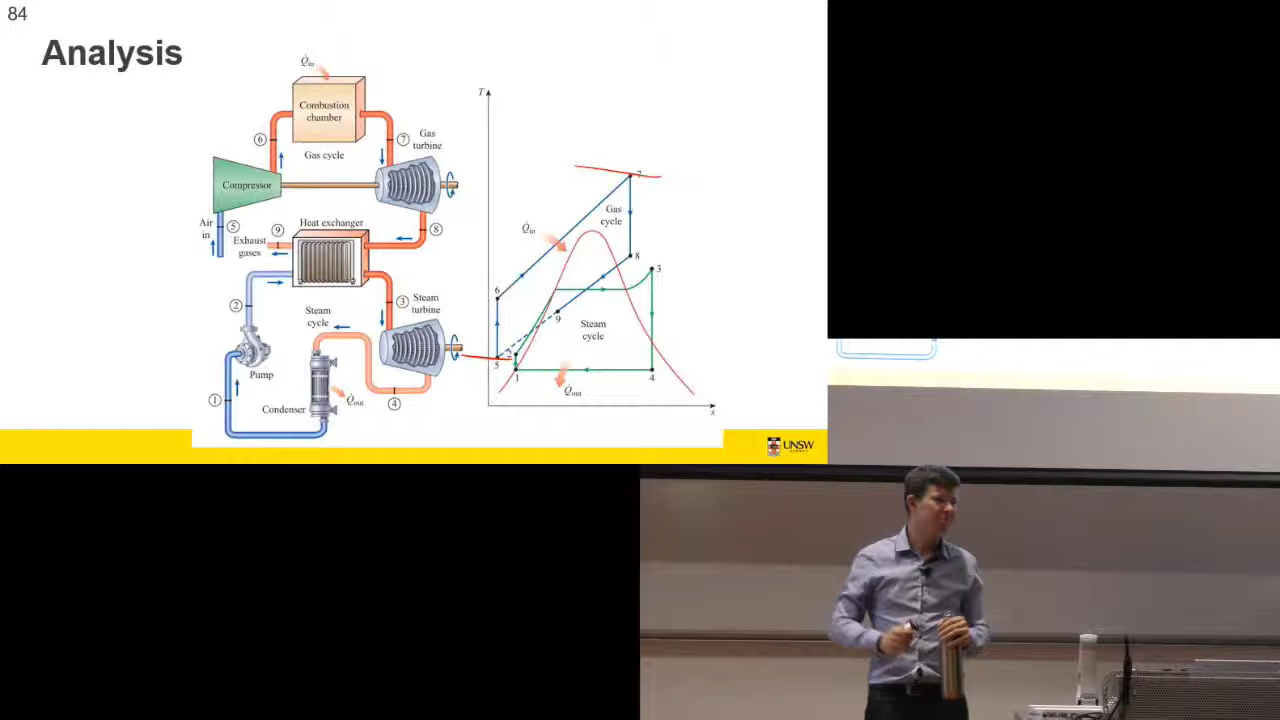 84
Analysis
Q̇in
Combustion
chamber
6
7
Gas
turbine
Gas cycle
Compressor
Air
in
5
9
Exhaust
gases
Heat exchanger
8
2
3
Steam
turbine
Steam
cycle
Pump
1
Condenser
Q̇out
4
T
7
Gas
cycle
Q̇in
8
3
6
9
Steam
cycle
5
2
1
4
Q̇out
s
UNSW
SYDNEY